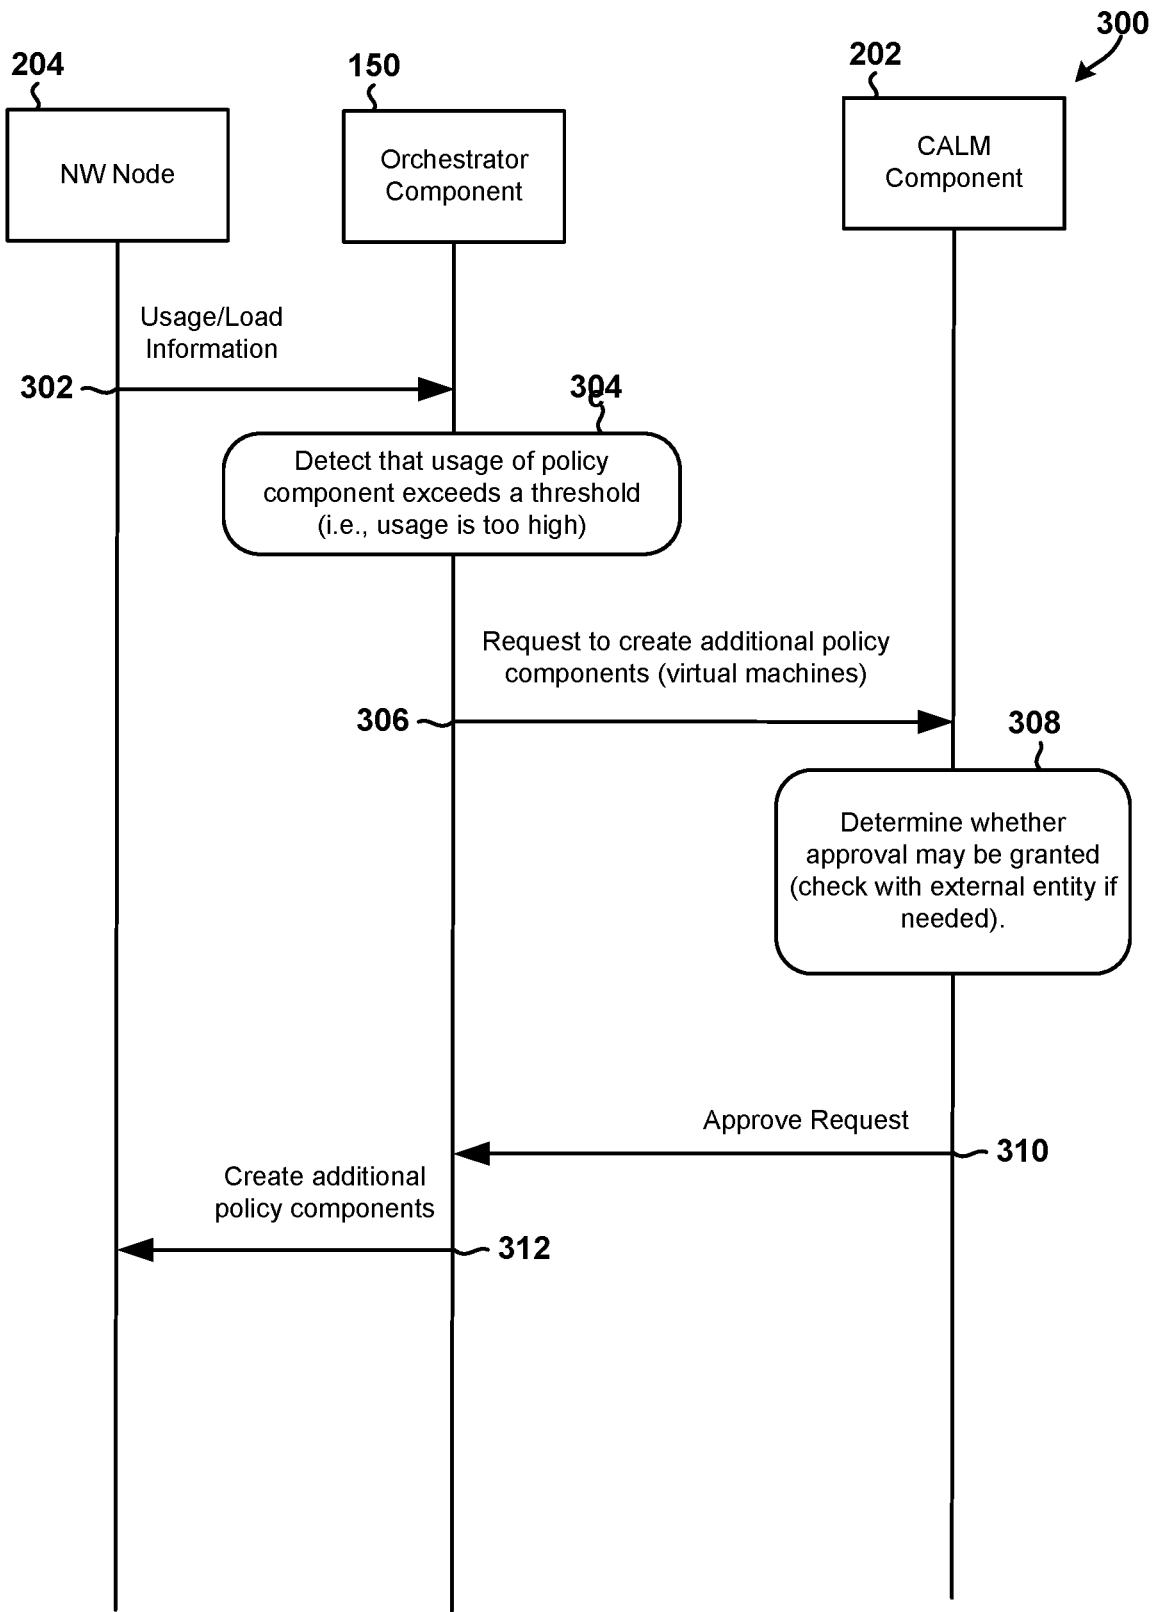 300
204
150
202
NW Node
Orchestrator
Component
CALM
Component
Usage/Load
Information
302
304
Detect that usage of policy
component exceeds a threshold
(i.e., usage is too high)
Request to create additional policy
components (virtual machines)
306
308
Determine whether
approval may be granted
(check with external entity if
needed).
Approve Request
310
Create additional
policy components
312